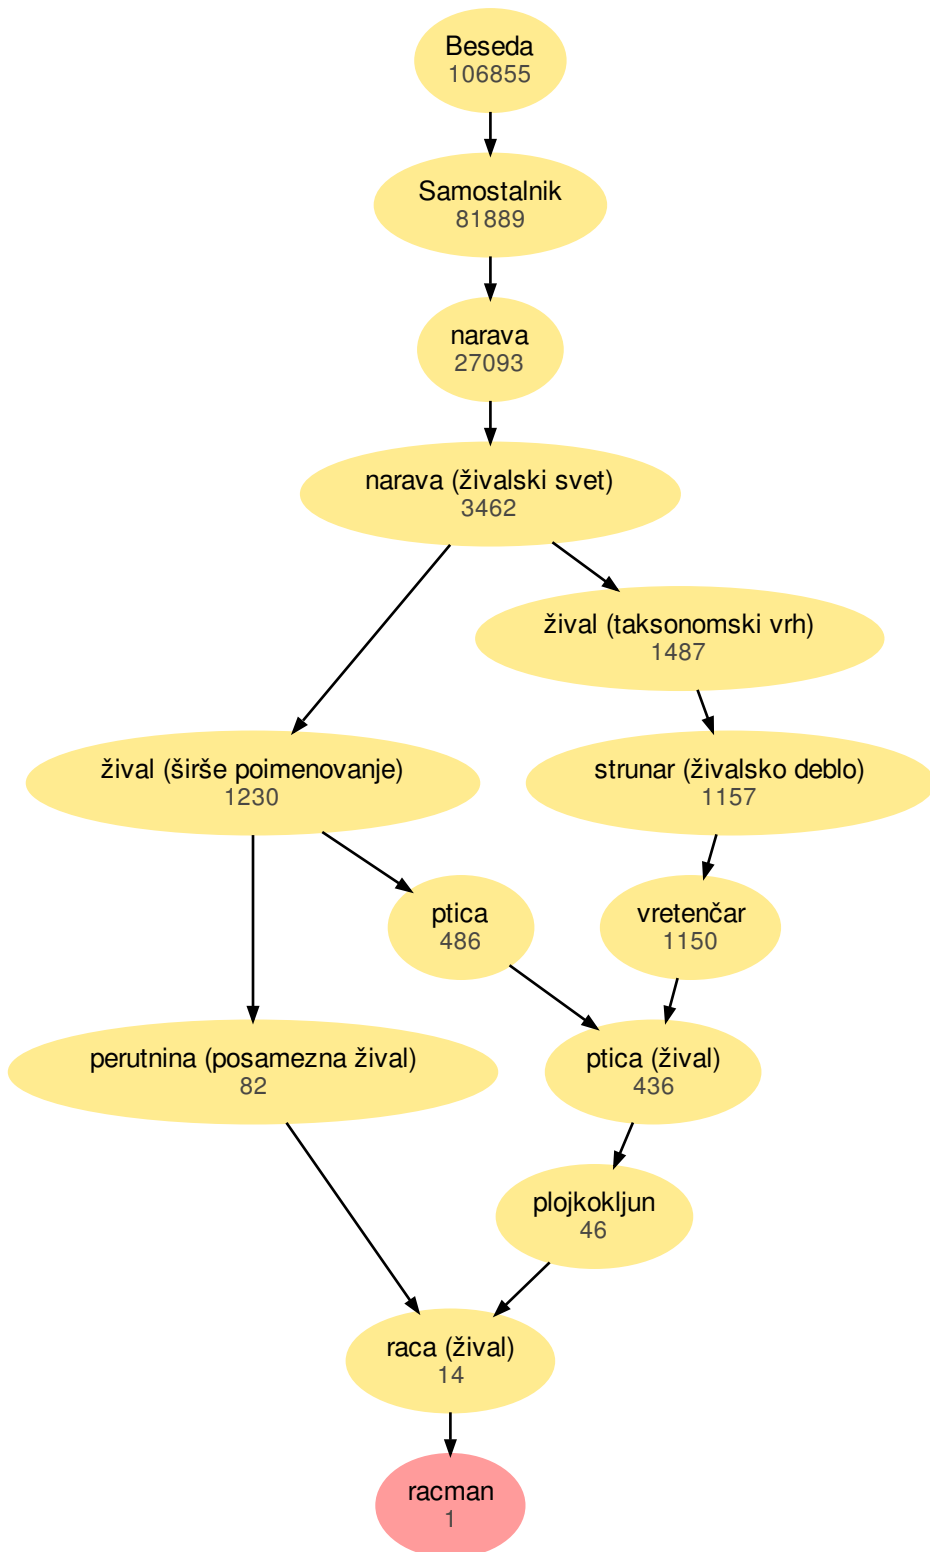 Beseda
106855
Samostalnik
81889
narava
27093
narava (živalski svet)
3462
žival (taksonomski vrh)
1487
žival (širše poimenovanje)
1230
strunar (živalsko deblo)
1157
ptica
486
vretenčar
1150
perutnina (posamezna žival)
82
ptica (žival)
436
plojkokljun
46
raca (žival)
14
racman
1